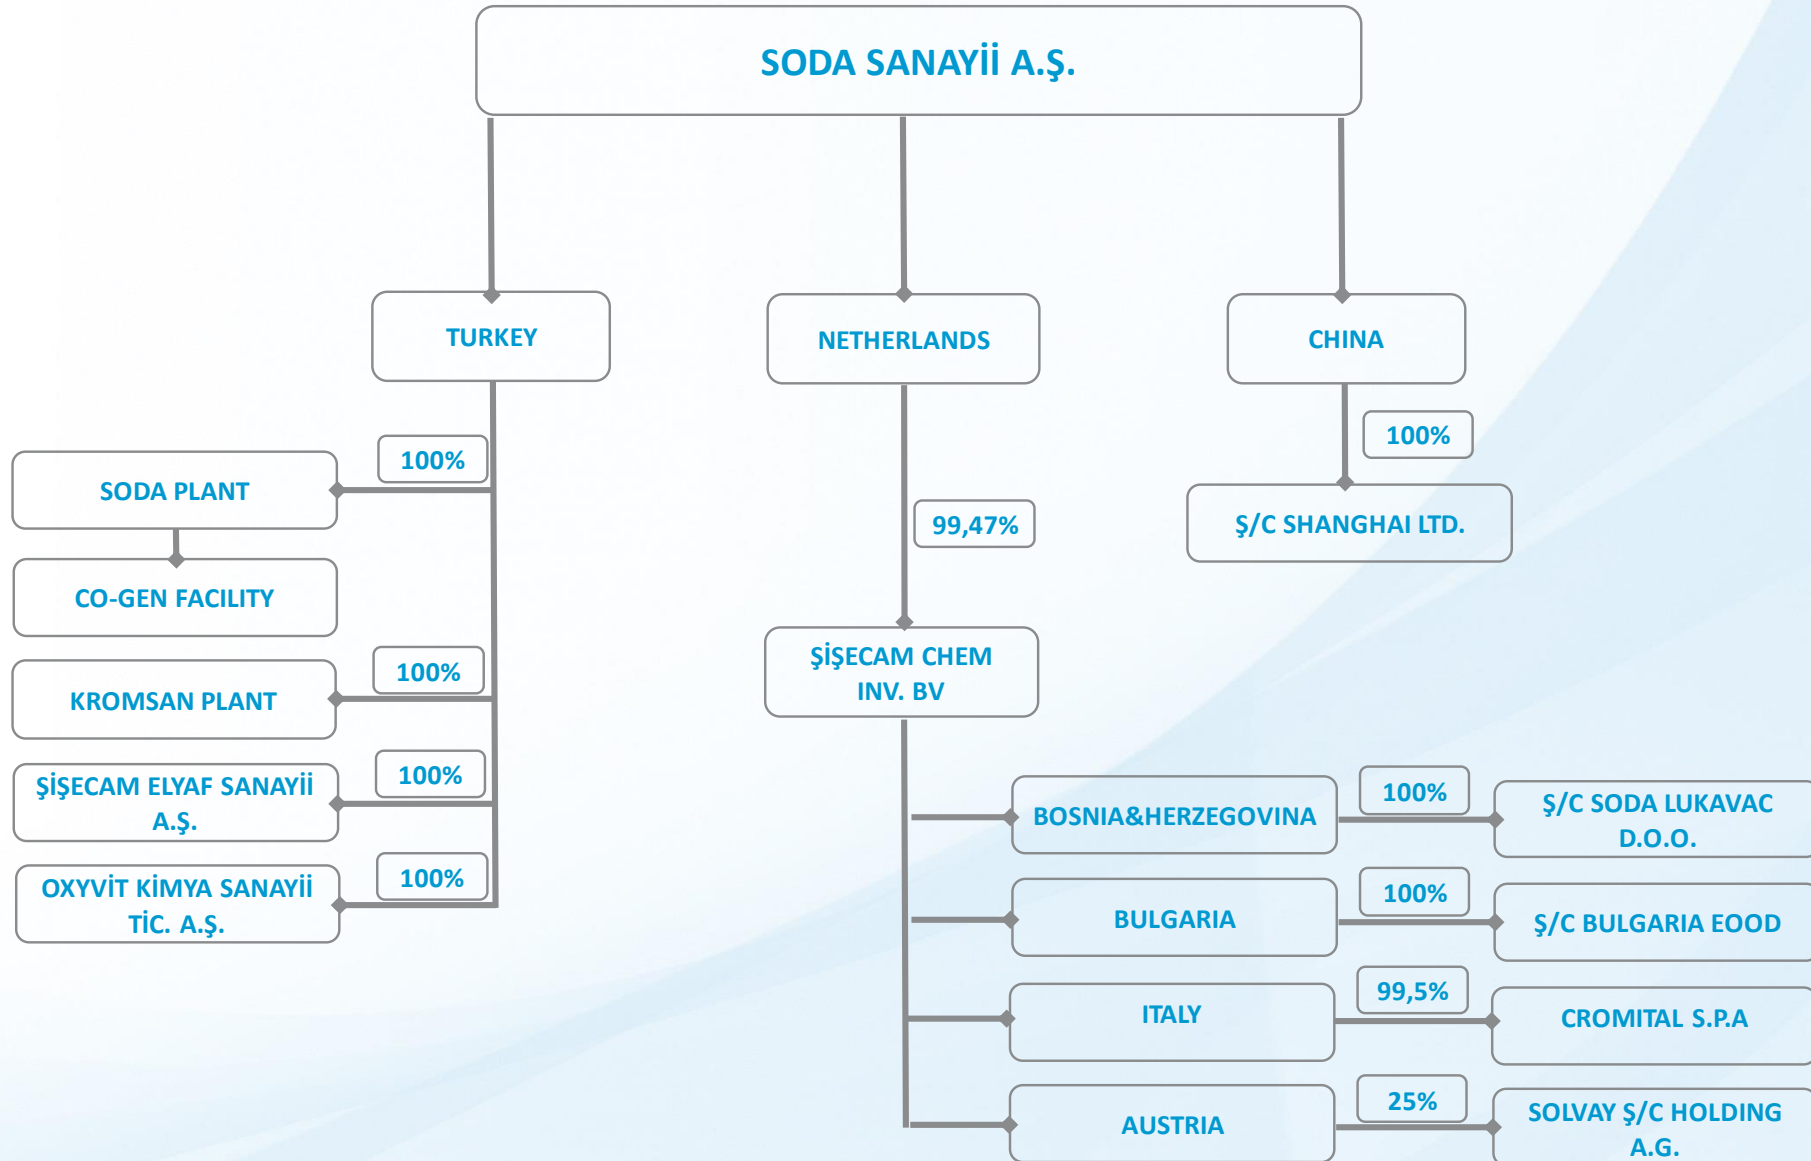 SODA SANAYİİ A.Ş.
TURKEY
NETHERLANDS
CHINA
100%
SODA PLANT
CO-GEN FACILITY
100%
KROMSAN PLANT
100%
ŞİŞECAM ELYAF SANAYİİ
A.Ş.
100%
OXYVİT KİMYA SANAYİİ
TİC. A.Ş.
99,47%
ŞİŞECAM CHEM
INV. BV
100%
Ş/C SHANGHAI LTD.
BOSNIA&HERZEGOVINA
100%
Ş/C SODA LUKAVAC
D.O.O.
BULGARIA
100%
Ş/C BULGARIA EOOD
ITALY
99,5%
CROMITAL S.P.A
AUSTRIA
25%
SOLVAY Ş/C HOLDING
A.G.